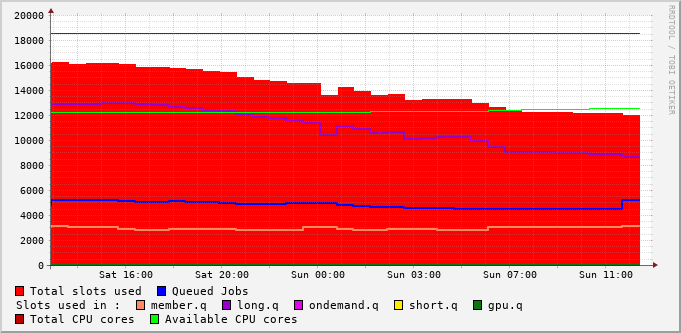 20000
18000
16000
14000
12000
10000
8000
6000
4000
2000
0
Sat 16:00 Sat 20:00 Sun 00:00 Sun 03:00 Sun 07:00 Sun 11:00
Total slots used Queued Jobs
Slots used in : member.q long.q ondemand.q short.q gpu.q
Total CPU cores Available CPU cores
RRDTOOL / TOBI OETIKER